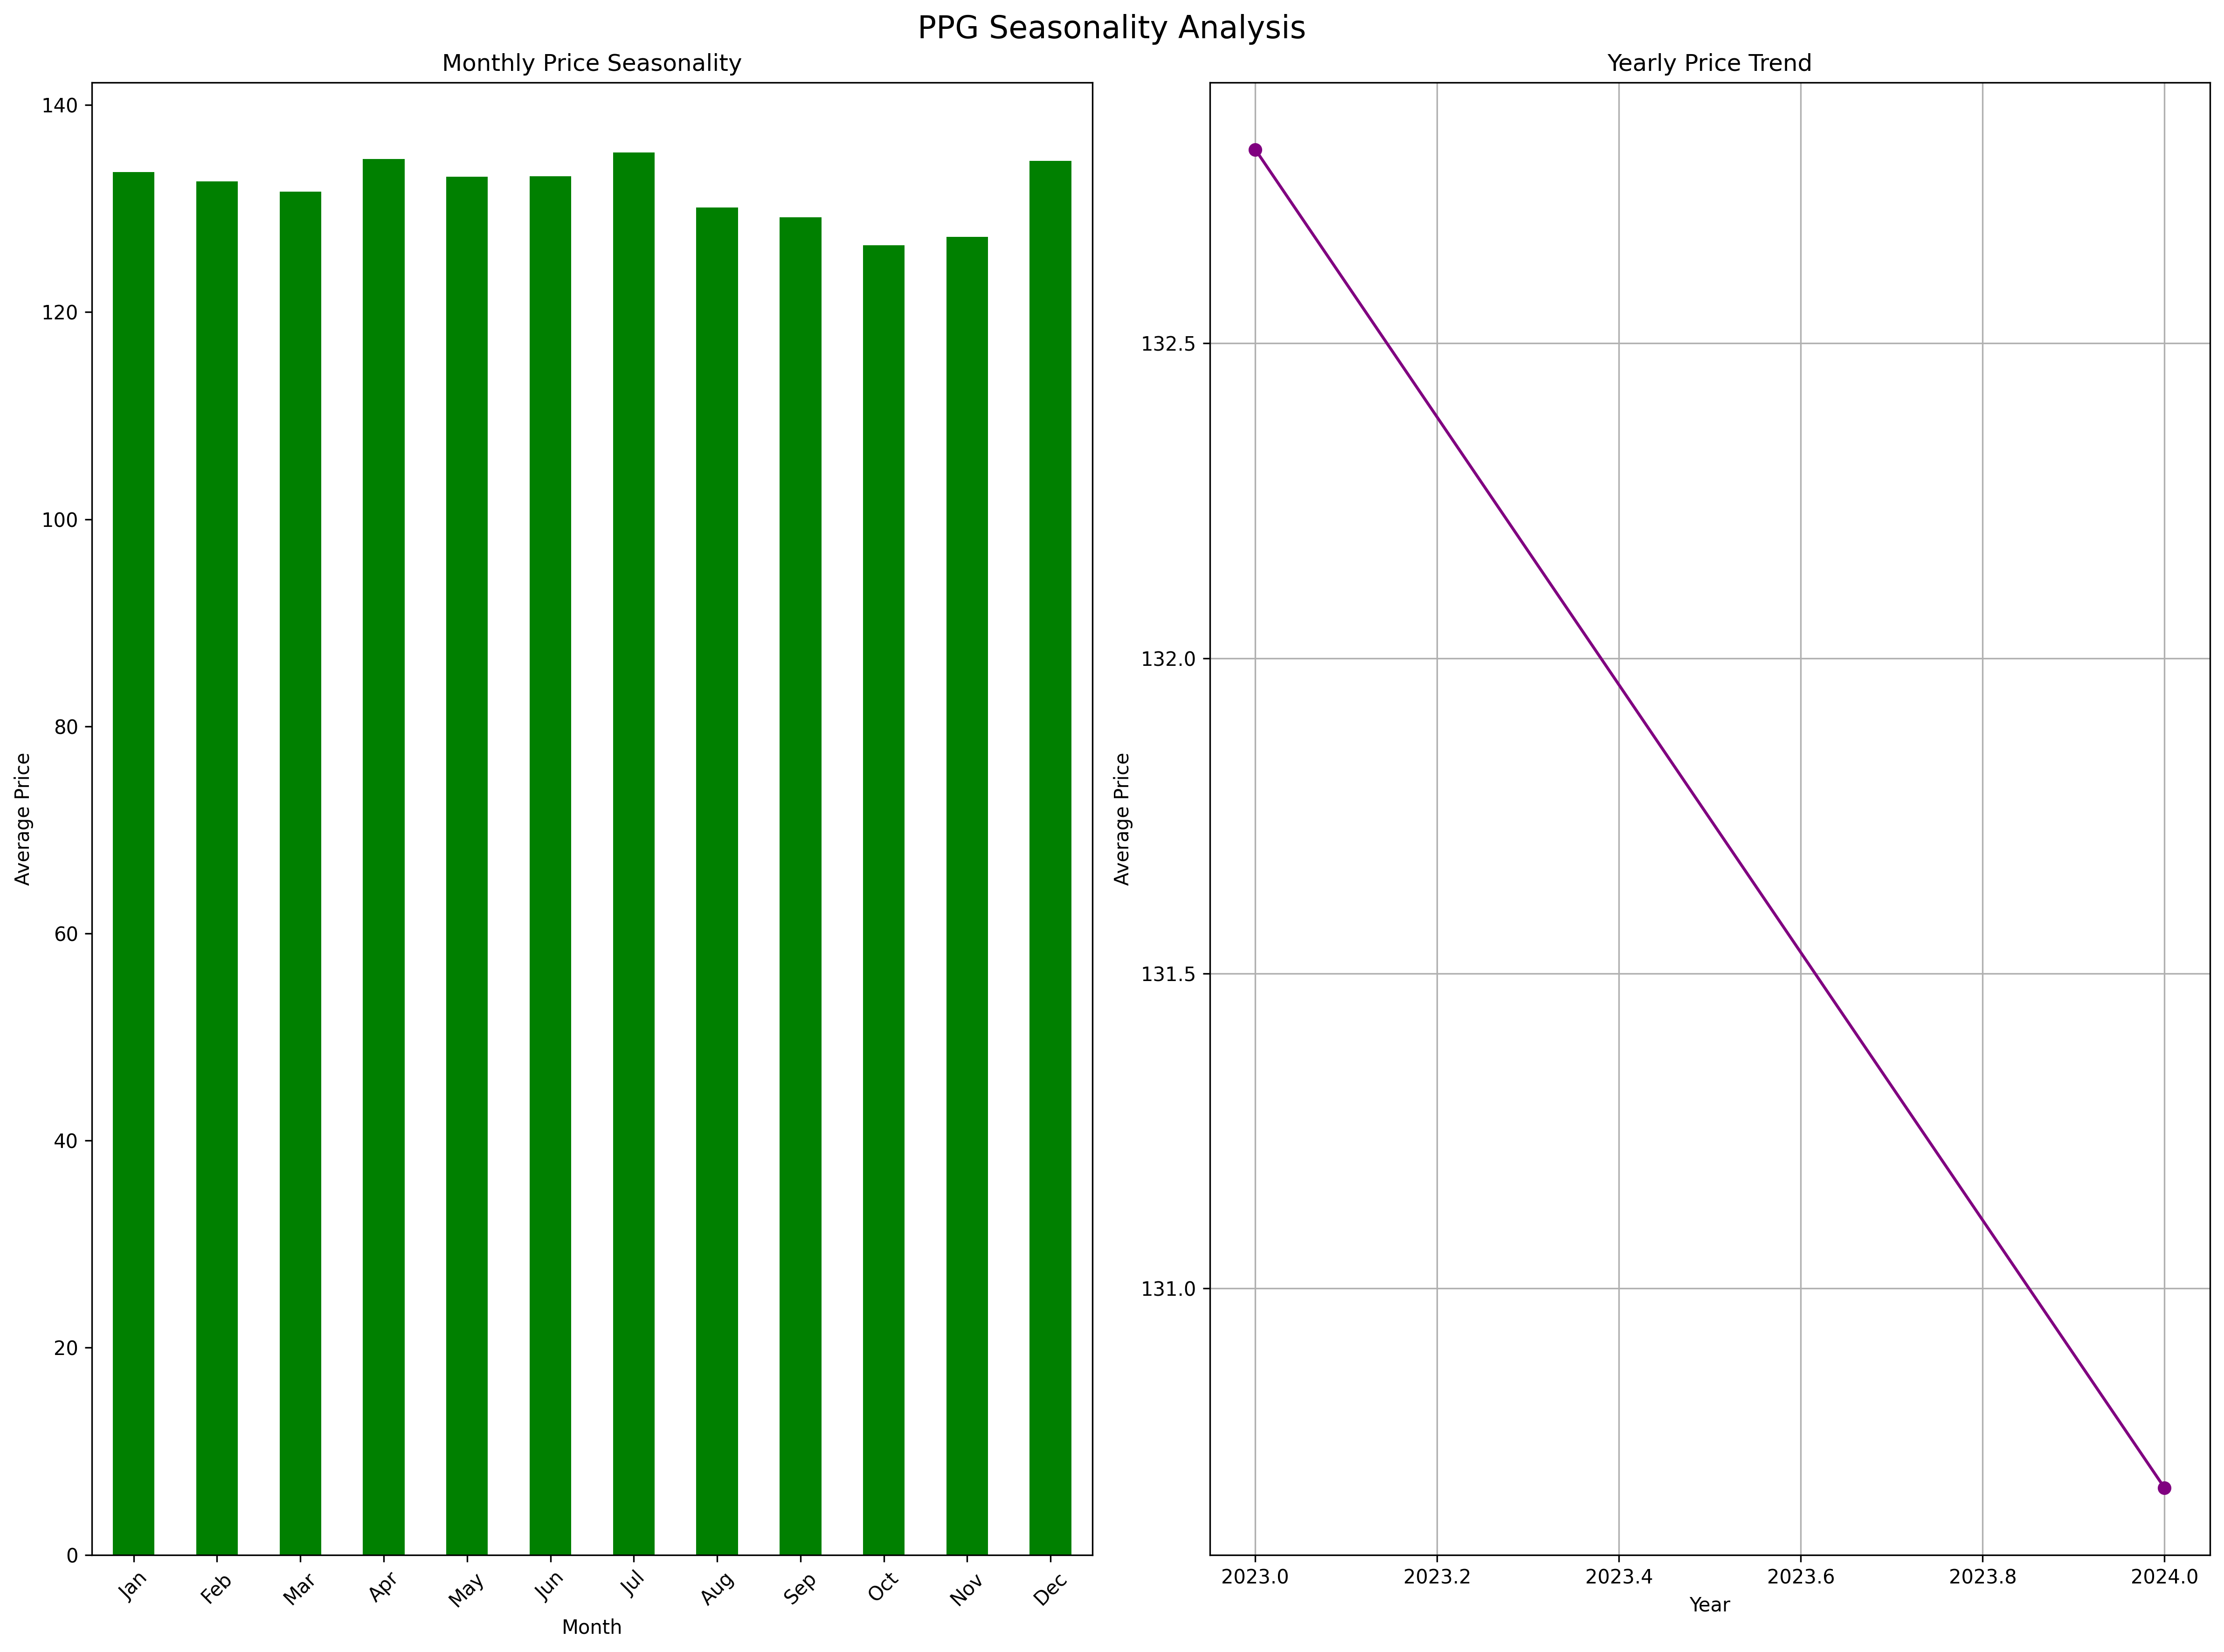 PPG Seasonality Analysis
Monthly Price Seasonality
140
120
100
80
60
40
20
0
Average Price
Jan
Feb
Mar
Apr
May
Jun
Jul
Aug
Sep
Oct
Nov
Dec
Month
Yearly Price Trend
132.5
132.0
131.5
131.0
Average Price
2023.0
2023.2
2023.4
2023.6
2023.8
2024.0
Year